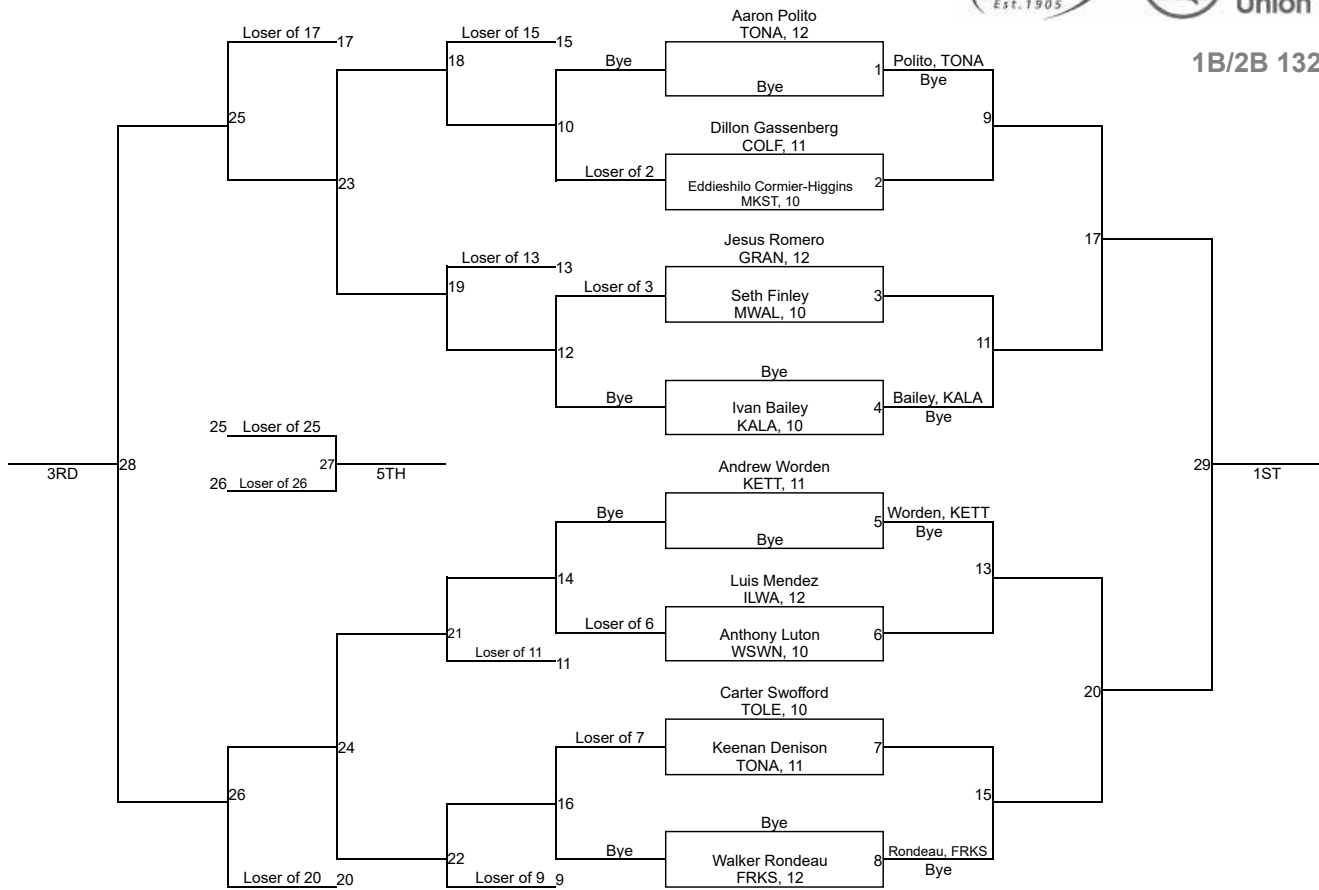 Est.1905
Union
1B/2B 132
Aaron Polito
TONA, 12
Loser of 17
17
Loser of 15
15
18
Bye
1
Polito, TONA
Bye
Bye
25
10
9
Dillon Gassenberg
COLF, 11
Loser of 2
Eddieshilo Cormier-Higgins
MKST, 10
2
23
Jesus Romero
GRAN, 12
17
Loser of 13
13
19
Loser of 3
Seth Finley
MWAL, 10
3
12
11
Bye
Bye
Ivan Bailey
KALA, 10
4
Bailey, KALA
Bye
25
Loser of 25
3RD
28
27
5TH
26
Loser of 26
29
1ST
Andrew Worden
KETT, 11
Bye
5
Worden, KETT
Bye
Bye
14
13
Luis Mendez
ILWA, 12
21
Loser of 6
Anthony Luton
WSWN, 10
6
Loser of 11
11
20
Carter Swofford
TOLE, 10
24
Loser of 7
Keenan Denison
TONA, 11
7
26
16
15
Bye
22
Bye
Walker Rondeau
FRKS, 12
8
Rondeau, FRKS
Bye
Loser of 20
20
Loser of 9
9